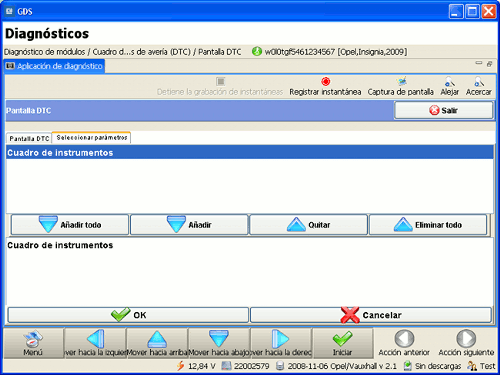 GDS
Diagnósticos
Diagnóstico de módulos / Cuadro d...s de avería (DTC) / Pantalla DTC w0l0tgf5461234567 [Opel,Insignia,2009]
Aplicación de diagnóstico
Detiene la grabación de instantáneas Registrar instantánea Captura de pantalla Alejar Acercar
Pantalla DTC Salir
Pantalla DTC Seleccionar parámetros
Cuadro de instrumentos
Añadir todo Añadir Quitar Eliminar todo
Cuadro de instrumentos
OK Cancelar
Menú over hacia la izquier Mover hacia arriba Mover hacia abajo over hacia la derec Iniciar Acción anterior Acción siguiente
12,84 V 22002579 2008-11-06 Opel/Vauxhall v 2.1 Sin descargas Test